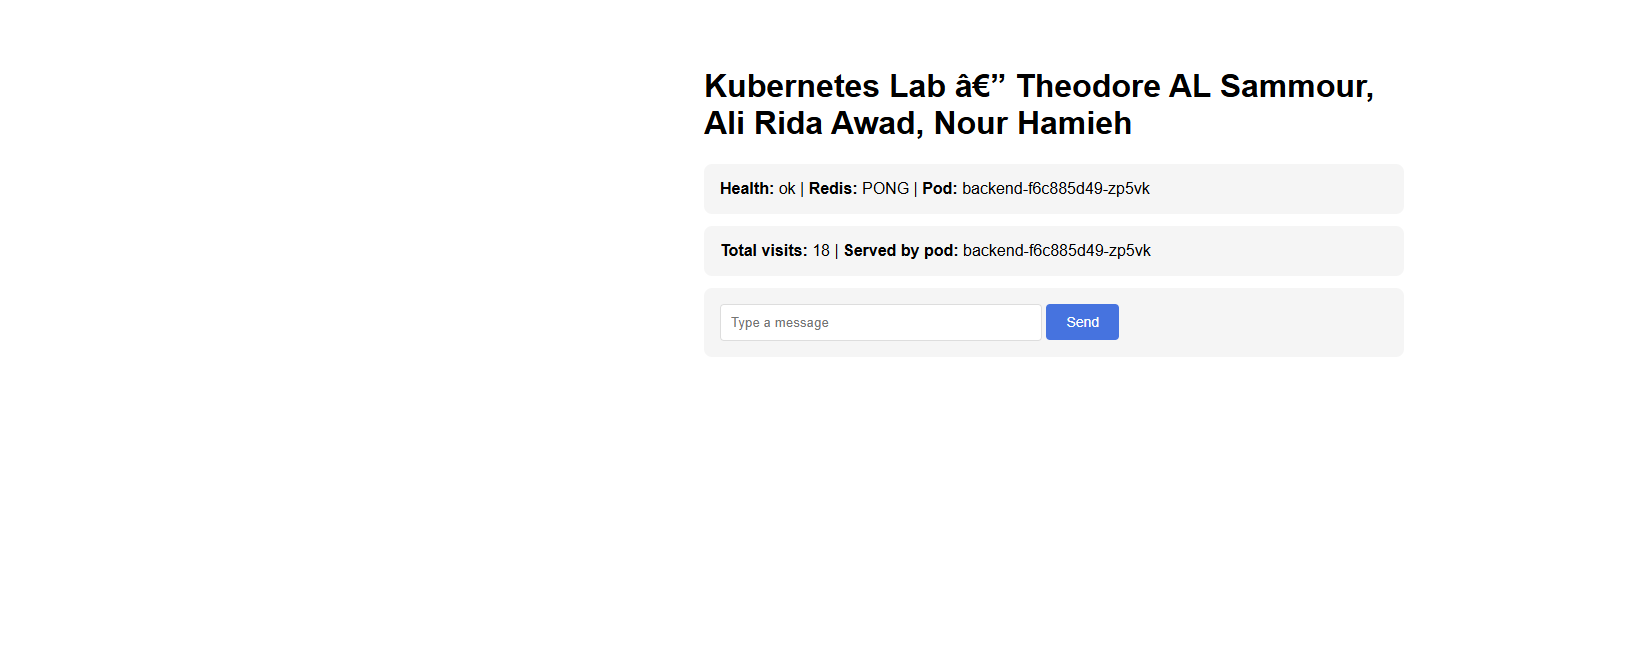 Kubernetes Lab â€” Theodore AL Sammour,
Ali Rida Awad, Nour Hamieh
Health: ok | Redis: PONG | Pod: backend-f6c885d49-zp5vk
Total visits: 18 | Served by pod: backend-f6c885d49-zp5vk
Type a message Send